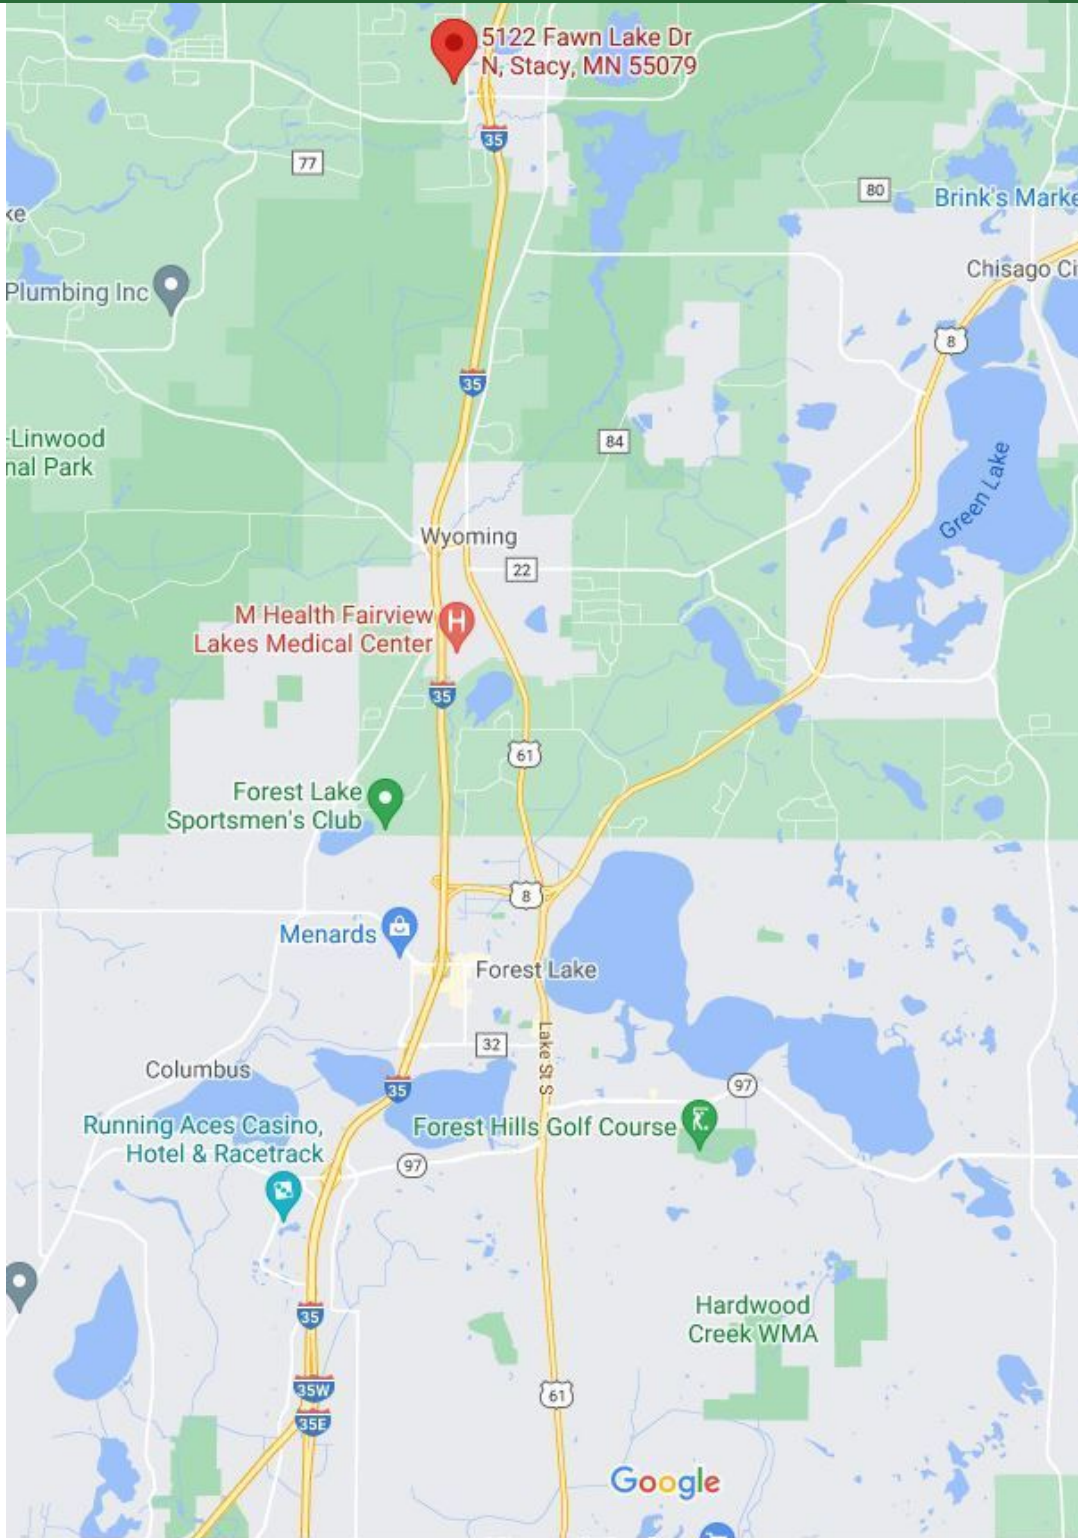 5122 Fawn Lake Dr
N, Stacy, MN 55079
35
77
80
Brink's Marke
ke
Chisago Ci
Plumbing Inc
8
35
-Linwood
nal Park
84
Green Lake
Wyoming
22
M Health Fairview
Lakes Medical Center
35
61
Forest Lake
Sportsmen's Club
8
Menards
Forest Lake
32
Lake St S
Columbus
35
97
Running Aces Casino,
Hotel & Racetrack
Forest Hills Golf Course
97
35
Hardwood
Creek WMA
35W
61
35E
Google